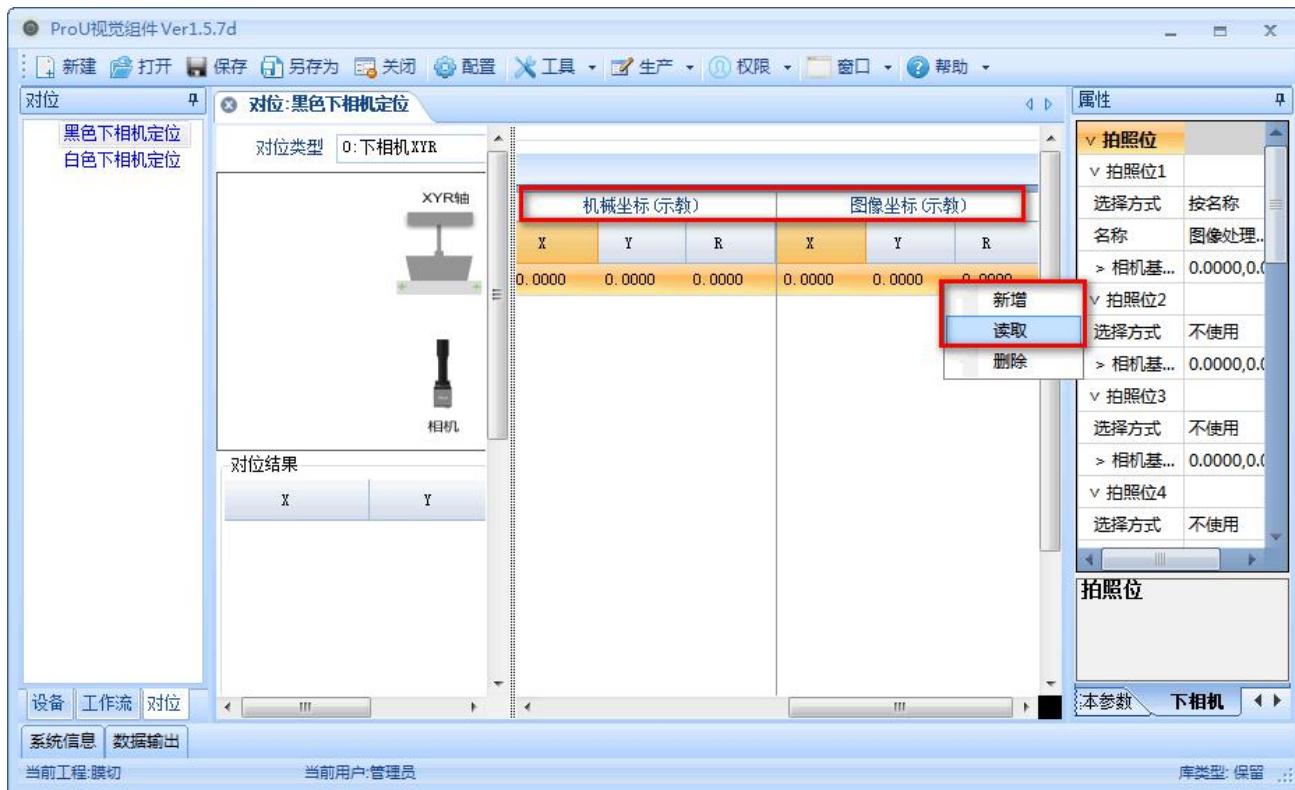 ProU视觉组件 Ver1.5.7d
新建 打开 保存 另存为 关闭 配置 工具 生产 权限 窗口 帮助
对位
黑色下相机定位
白色下相机定位
设备 工作流 对位
对位:黑色下相机定位
对位类型 0:下相机XYR
XYR轴
相机
对位结果
X Y
机械坐标(示教) 图像坐标(示教)
X Y R X Y R
0.0000 0.0000 0.0000 0.0000 0.0000 0.0000
新增
读取
删除
属性
拍照位
拍照位1
选择方式 按名称
名称 图像处理..
相机基... 0.0000,0.0
拍照位2
选择方式 不使用
相机基... 0.0000,0.0
拍照位3
选择方式 不使用
相机基... 0.0000,0.0
拍照位4
选择方式 不使用
拍照位
本参数 下相机
系统信息 数据输出
当前工程:膜切 当前用户:管理员 库类型: 保留